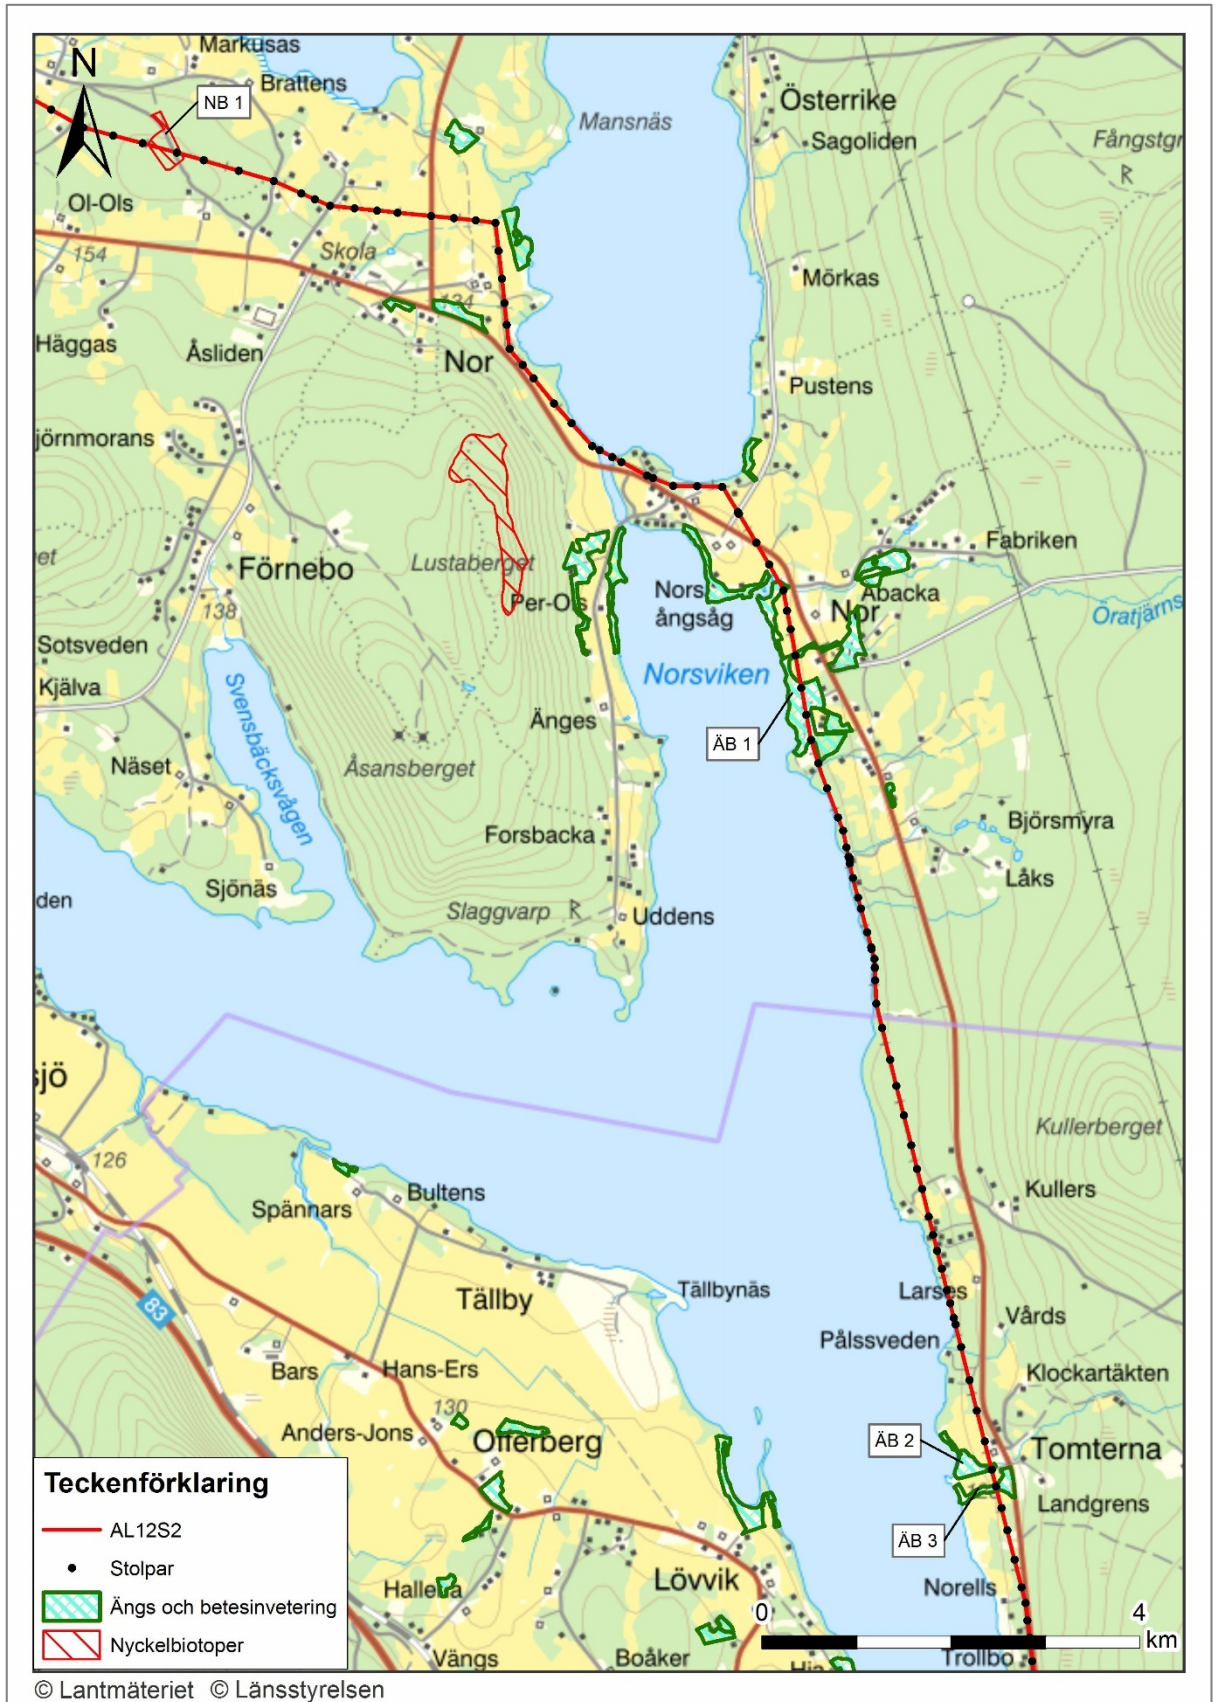 Markusas
N
Brattens
NB 1
Österrike
Mansnäs
Sagoliden
Fångstgr
R
Ol-Ols
154
Skola
Mörkas
134
Häggas
Åsliden
Nor
Pustens
jörnmorans
et
Förnebo
Lustaberget
Fabriken
138
Per-Ols
Nors
ångsåg
Åbacka
Nor
Öratjärns
Sotsveden
Kjälva
Norsviken
Svensbäcksvågen
Änges
ÄB 1
Näset
Åsansberget
Forsbacka
Björsmyra
Låks
Sjönäs
den
Slaggvarp R
Uddens
sjö
126
Kullerberget
Bultens
Kullers
Spännars
Tällby
Tällbynäs
Larses
83
Vårds
Pålssveden
Bars
Hans-Ers
Klockartäkten
130
Anders-Jons
Offerberg
ÄB 2
Tomterna
Landgrens
ÄB 3
Lövvik
Norells
Vängs
Boåker
Trollbo
Teckenförklaring
AL12S2
Stolpar
Ängs och betesinvetering
Nyckelbiotoper
0 4
km
© Lantmäteriet © Länsstyrelsen